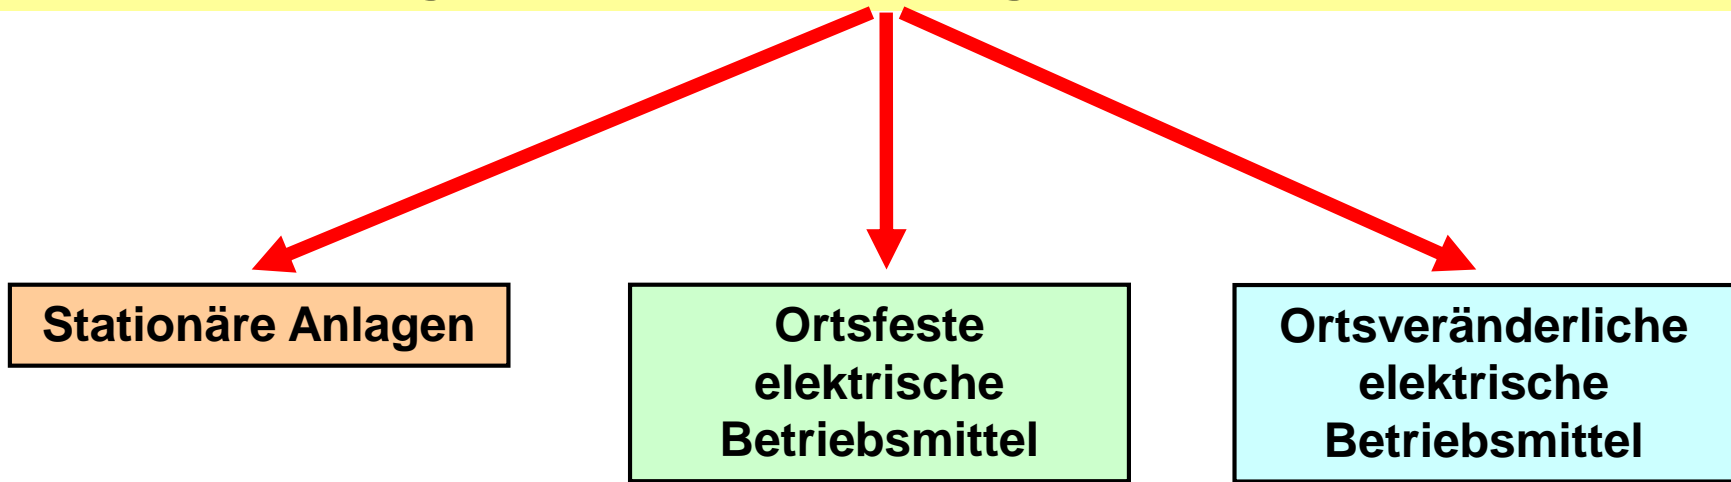 Stationäre Anlagen
Ortsfeste
elektrische
Betriebsmittel
Ortsveränderliche
elektrische
Betriebsmittel